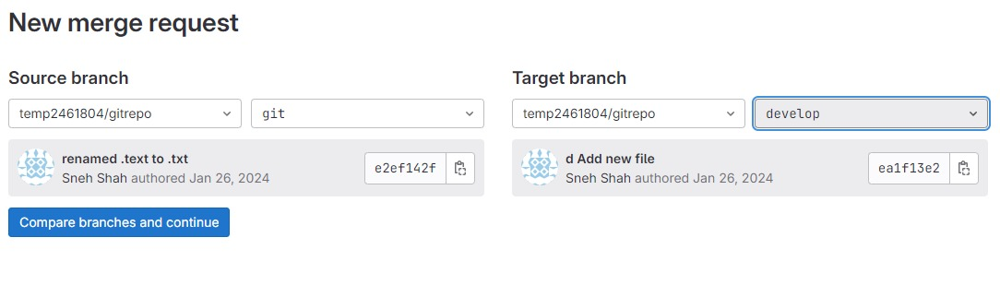 New merge request
Source branch
Target branch
temp2461804/gitrepo
git
temp2461804/gitrepo
develop
renamed .text to .txt
Sneh Shah authored Jan 26, 2024
e2ef142f
d Add new file
Sneh Shah authored Jan 26, 2024
ea1f13e2
Compare branches and continue